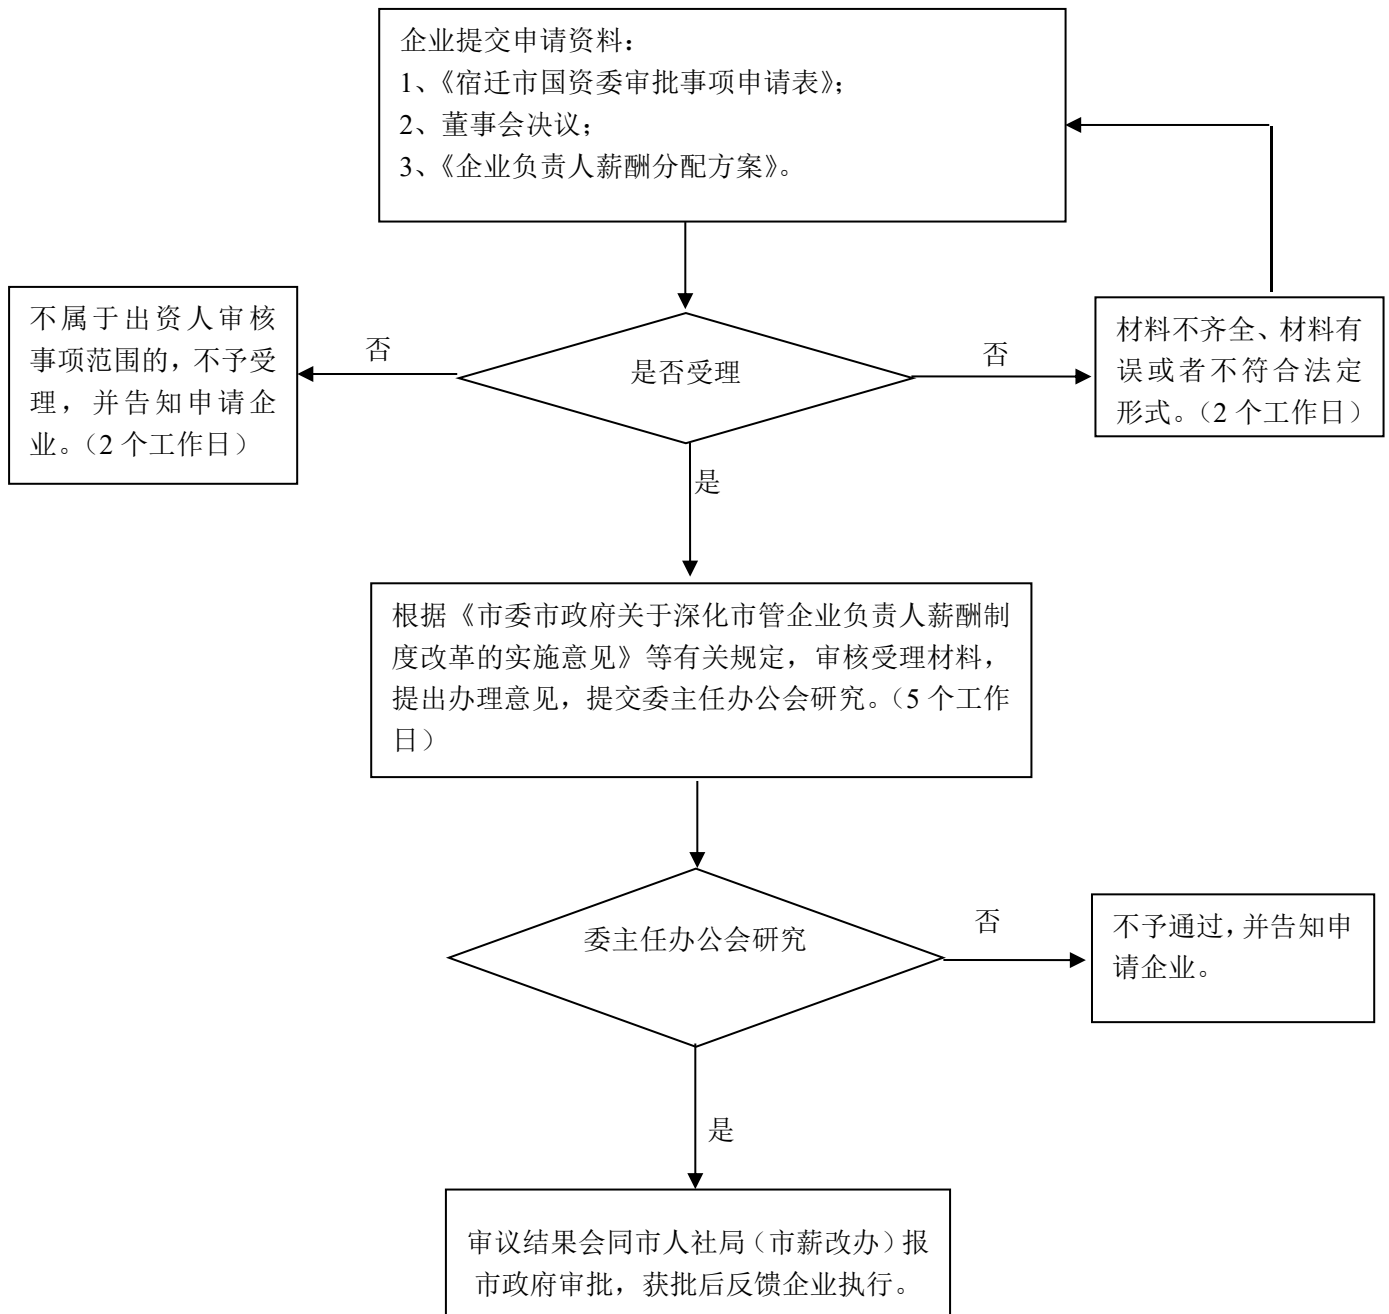 企业提交申请资料：
1、《宿迁市国资委审批事项申请表》；
2、董事会决议；
3、《企业负责人薪酬分配方案》。
不属于出资人审核
事项范围的，不予受
理，并告知申请企
业。（2 个工作日）
否
是否受理
否
材料不齐全、材料有
误或者不符合法定
形式。（2 个工作日）
是
根据《市委市政府关于深化市管企业负责人薪酬制
度改革的实施意见》等有关规定，审核受理材料，
提出办理意见，提交委主任办公会研究。（5 个工作
日）
委主任办公会研究
否
不予通过，并告知申
请企业。
是
审议结果会同市人社局（市薪改办）报
市政府审批，获批后反馈企业执行。